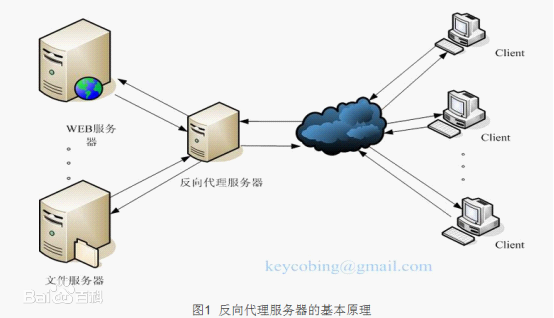 Client
WEB服务
器
Client
反向代理服务器
Client
keycobing@gmail.com
文件服务器
Baidu百科
图1 反向代理服务器的基本原理